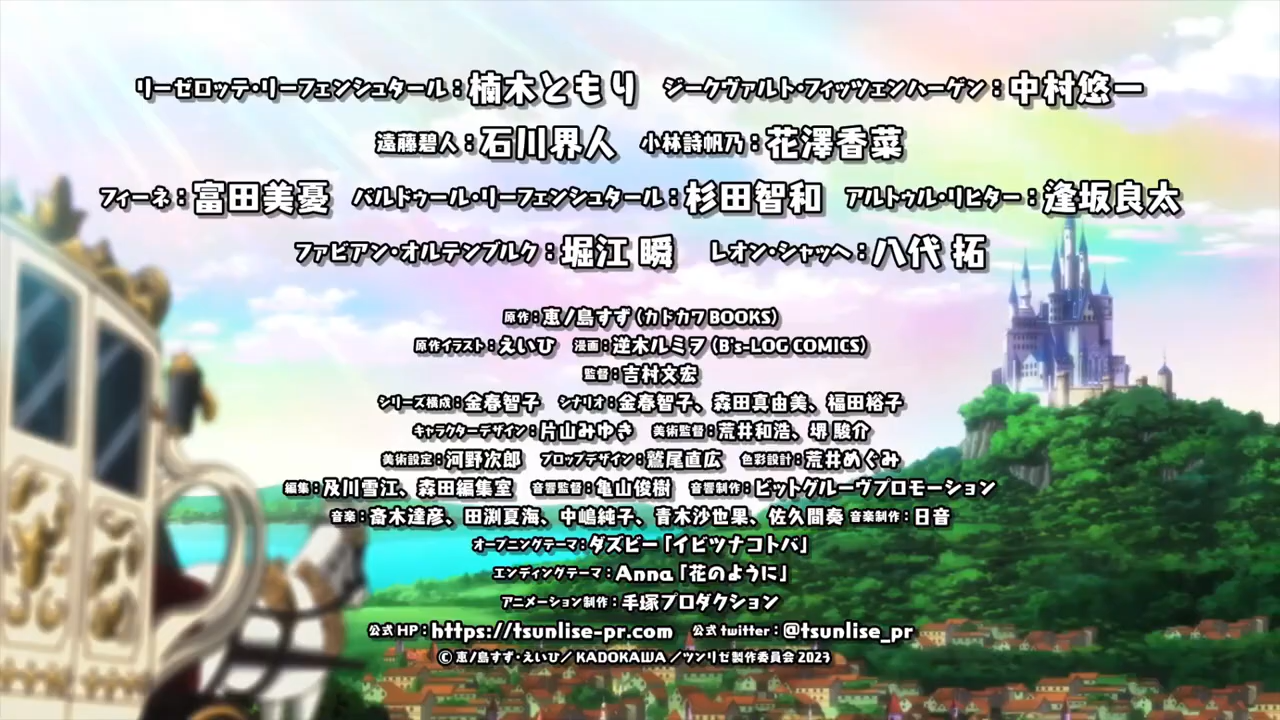 リーゼロッテ・リーフェンシュタール：楠木ともり　ジークヴァルト・フィッツェンハーゲン：中村悠一
遠藤碧人：石川界人　小林詩帆乃：花澤香菜
フィーネ：富田美憂　バルドゥール・リーフェンシュタール：杉田智和　アルトゥル・リヒター：逢坂良太
ファビアン・オルテンブルク：堀江 瞬　レオン・シャッヘ：八代 拓
原作：恵ノ島すず（カドカワBOOKS）
原作イラスト：えいひ　漫画：逆木ルミヲ（B's-LOG COMICS）
監督：吉村文宏
シリーズ構成：金春智子　シナリオ：金春智子、森田真由美、福田裕子
キャラクターデザイン：片山みゆき　美術監督：荒井和浩、堺 駿介
美術設定：河野次郎　プロップデザイン：鷲尾直広　色彩設計：荒井めぐみ
編集：及川雪江、森田編集室　音響監督：亀山俊樹　音響制作：ビットグルーヴプロモーション
音楽：斎木達彦、田渕夏海、中嶋純子、青木沙也果、佐久間奏 音楽制作：日音
オープニングテーマ：ダズビー「イビツナコトバ」
エンディングテーマ：Anna「花のように」
アニメーション制作：手塚プロダクション
公式HP：https://tsunlise-pr.com　公式twitter：@tsunlise_pr
© 恵ノ島すず・えいひ／KADOKAWA／ツンリゼ製作委員会2023